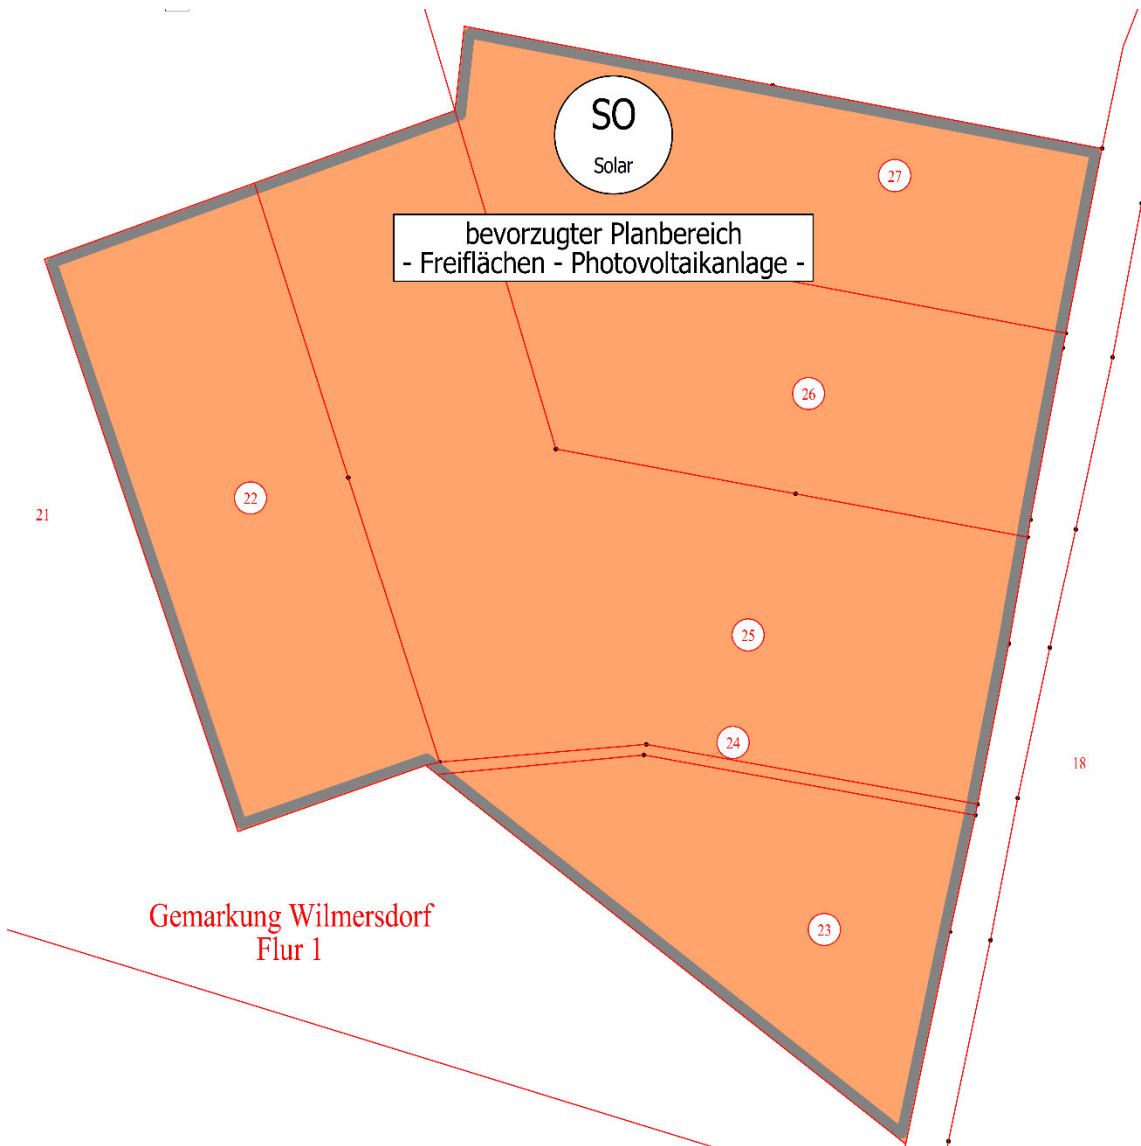 SO
Solar
27
bevorzugter Planbereich
- Freiflächen - Photovoltaikanlage -
26
22
21
25
24
18
Gemarkung Wilmersdorf
Flur 1
23